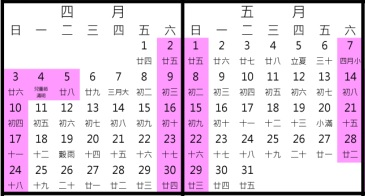 四 月
日 一 二 三 四 五 六
1 2
廿四 廿五
3 4 5 6 7 8 9
廿六 兒童節 清明 廿八 廿九 三月大 初二 初三
10 11 12 13 14 15 16
初四 初五 初六 初七 初八 初九 初十
17 18 19 20 21 22 23
十一 十二 穀雨 十四 十五 十六 十七
24 25 26 27 28 29 30
十八 十九 二十 廿一 廿二 廿三 廿四
五 月
日 一 二 三 四 五 六
1 2 3 4 5 6 7
廿五 廿六 廿七 廿八 立夏 三十 四月小
8 9 10 11 12 13 14
初二 初三 初四 初五 初六 初七 初八
15 16 17 18 19 20 21
初九 初十 十一 十二 十三 小滿 十五
22 23 24 25 26 27 28
十六 十七 十八 十九 二十 廿一 廿二
29 30 31
廿三 廿四 廿五